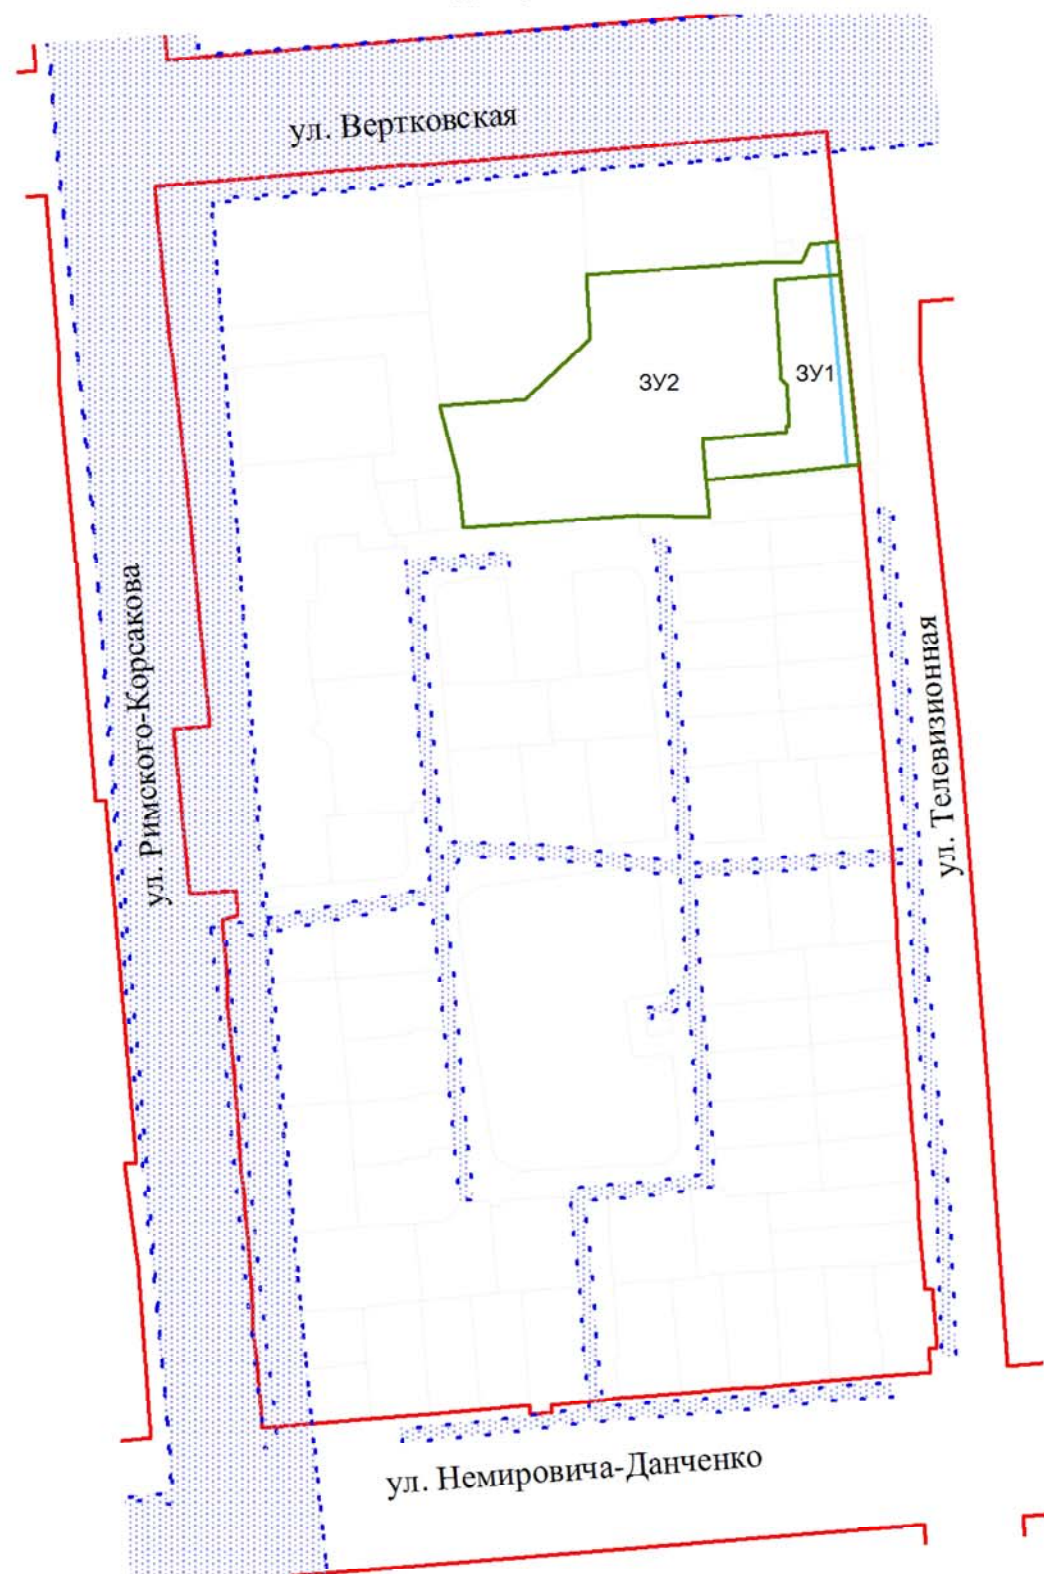 ул. Вертковская
ЗУ2
ЗУ1
ул. Римского-Корсакова
ул. Телевизионная
ул. Немировича-Данченко